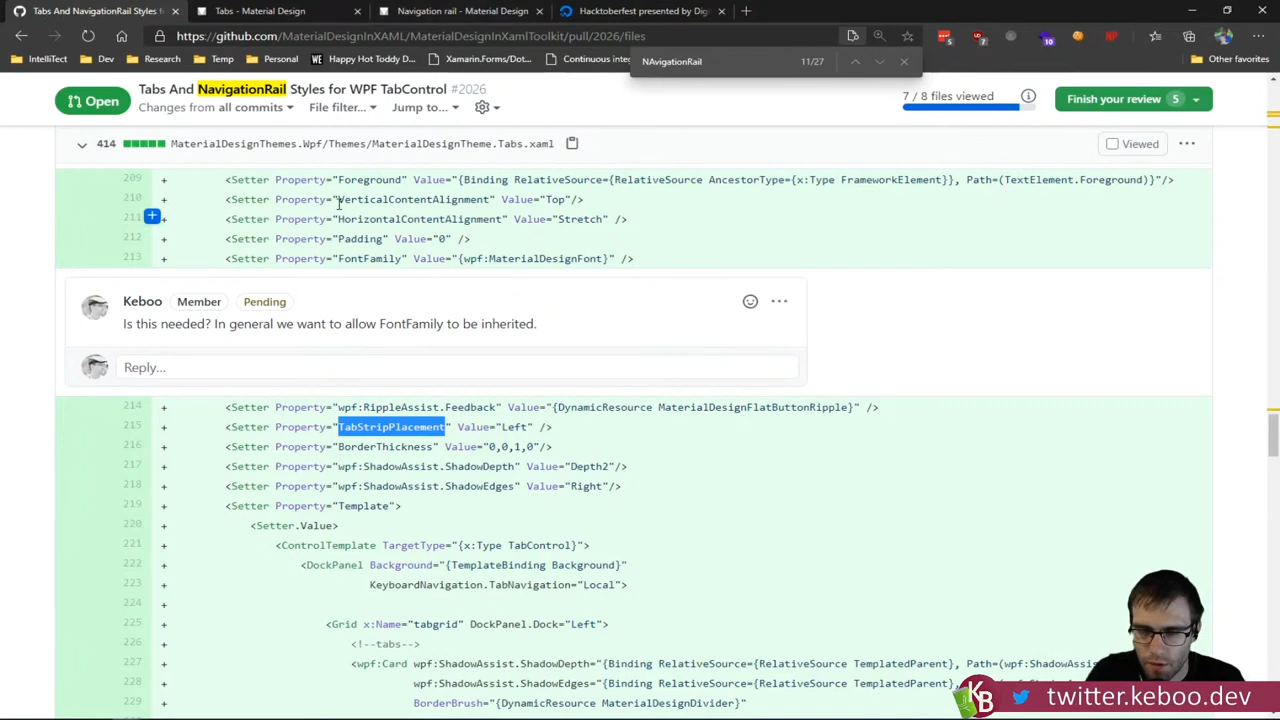 Tabs And NavigationRail Styles for
Tabs - Material Design
Navigation rail - Material Design
Hacktoberfest presented by Digi
https://github.com/MaterialDesignInXAML/MaterialDesignInXamlToolkit/pull/2026/files
IntelliTect
Dev
Research
Temp
Personal
Happy Hot Toddy D...
Xamarin.Forms/Dot...
Continuous integ
Other favorites
NAvigationRail
11/27
Open
Tabs And NavigationRail Styles for WPF TabControl #2026
Changes from all commits
File filter...
Jump to...
7 / 8 files viewed
Finish your review 5
414 MaterialDesignThemes.Wpf/Themes/MaterialDesignTheme.Tabs.xaml
Viewed
209 + <Setter Property="Foreground" Value="{Binding RelativeSource={RelativeSource AncestorType={x:Type FrameworkElement}}, Path=(TextElement.Foreground)}"/>
210 + <Setter Property="VerticalContentAlignment" Value="Top"/>
211 + <Setter Property="HorizontalContentAlignment" Value="Stretch" />
212 + <Setter Property="Padding" Value="0" />
213 + <Setter Property="FontFamily" Value="{wpf:MaterialDesignFont}" />
Keboo Member Pending
Is this needed? In general we want to allow FontFamily to be inherited.
Reply...
214 + <Setter Property="wpf:RippleAssist.Feedback" Value="{DynamicResource MaterialDesignFlatButtonRipple}" />
215 + <Setter Property="TabStripPlacement" Value="Left" />
216 + <Setter Property="BorderThickness" Value="0,0,1,0"/>
217 + <Setter Property="wpf:ShadowAssist.ShadowDepth" Value="Depth2"/>
218 + <Setter Property="wpf:ShadowAssist.ShadowEdges" Value="Right"/>
219 + <Setter Property="Template">
220 + <Setter.Value>
221 + <ControlTemplate TargetType="{x:Type TabControl}">
222 + <DockPanel Background="{TemplateBinding Background}"
223 + KeyboardNavigation.TabNavigation="Local">
224 +
225 + <Grid x:Name="tabgrid" DockPanel.Dock="Left">
226 + <!--tabs-->
227 + <wpf:Card wpf:ShadowAssist.ShadowDepth="{Binding RelativeSource={RelativeSource TemplatedParent}, Path=(wpf:ShadowAssis
228 + wpf:ShadowAssist.ShadowEdges="{Binding RelativeSource={RelativeSource TemplatedParent}, Path=(wpf:ShadowAssis
229 + BorderBrush="{DynamicResource MaterialDesignDivider}"
KB
twitter.keboo.dev